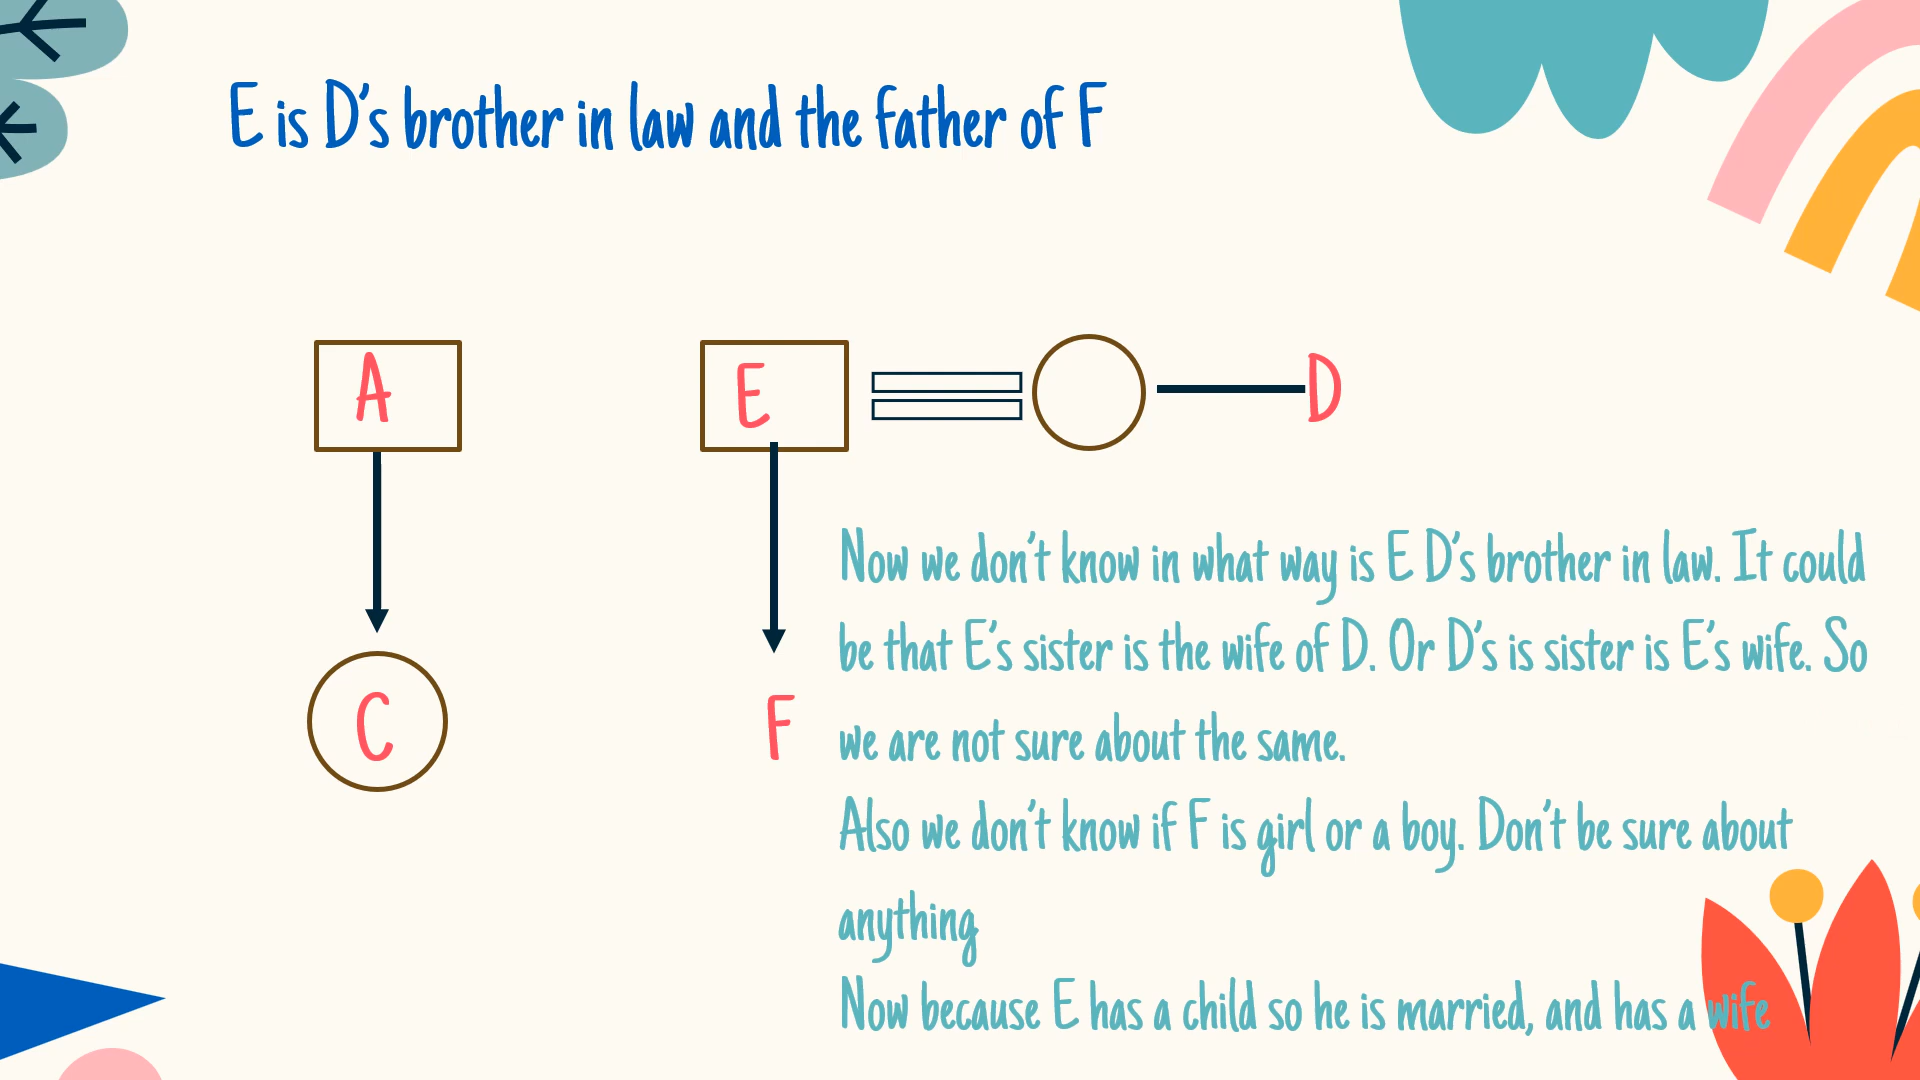 E is D's brother in law and the father of F
A
E
D
Now we don't know in what way is E D's brother in law. It could
be that E's sister is the wife of D. Or D's is sister is E's wife. So
we are not sure about the same.
C
F
Also we don't know if F is girl or a boy. Don't be sure about
anything
Now because E has a child so he is married, and has a wife